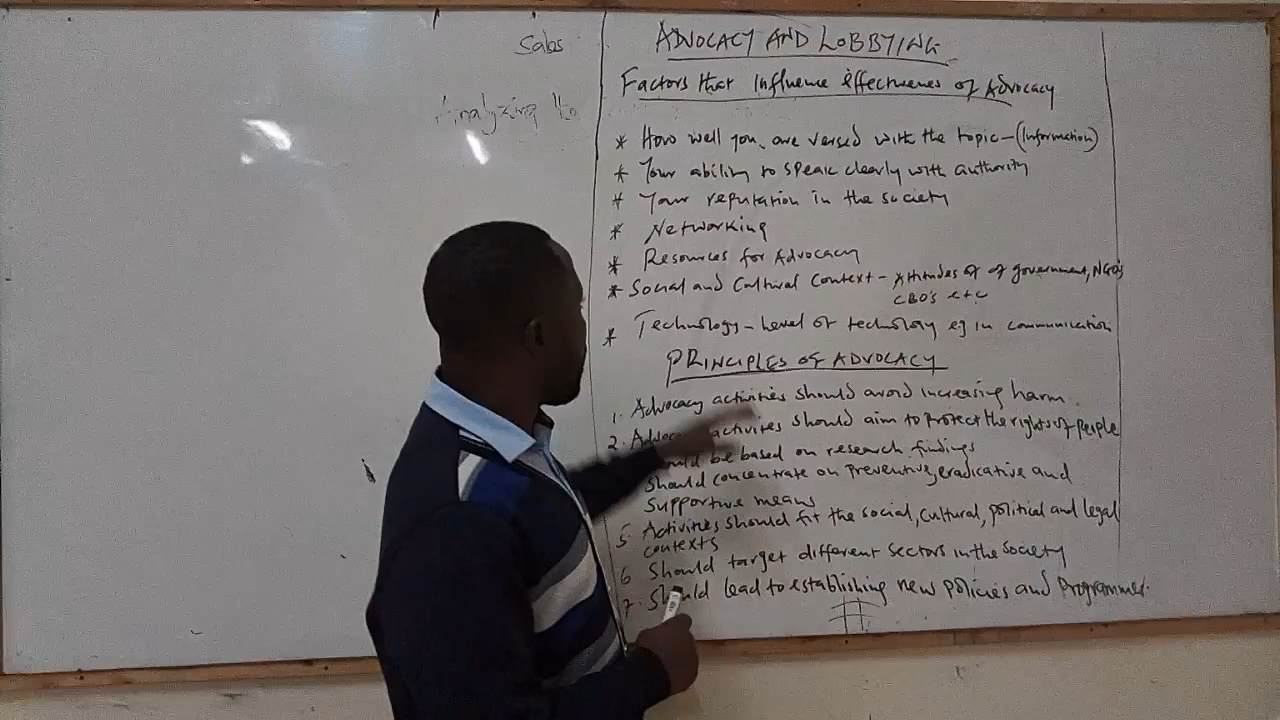 Sabs
Analyzing
ADVOCACY AND LOBBYING
Factors that influence effectiveness of ADVOCACY
* How well you are versed with the topic - (Information)
* Your ability to speak clearly with authority
* Your reputation in the society
* Networking
* Resources for Advocacy
* Social and Cultural Context - Attitudes of of government, NGO's
CBO's etc
* Technology - Level of technology eg in communication
PRINCIPLES OF ADVOCACY
1. Advocacy activities should avoid increasing harm.
2. activities should aim to protect the rights of people
be based on research findings
Should concentrate on preventive, eradicative and
supportive means
5. Activities should fit the social, cultural, political and legal
contexts
6 Should target different sectors in the society
7. Should lead to establishing new policies and programmes.